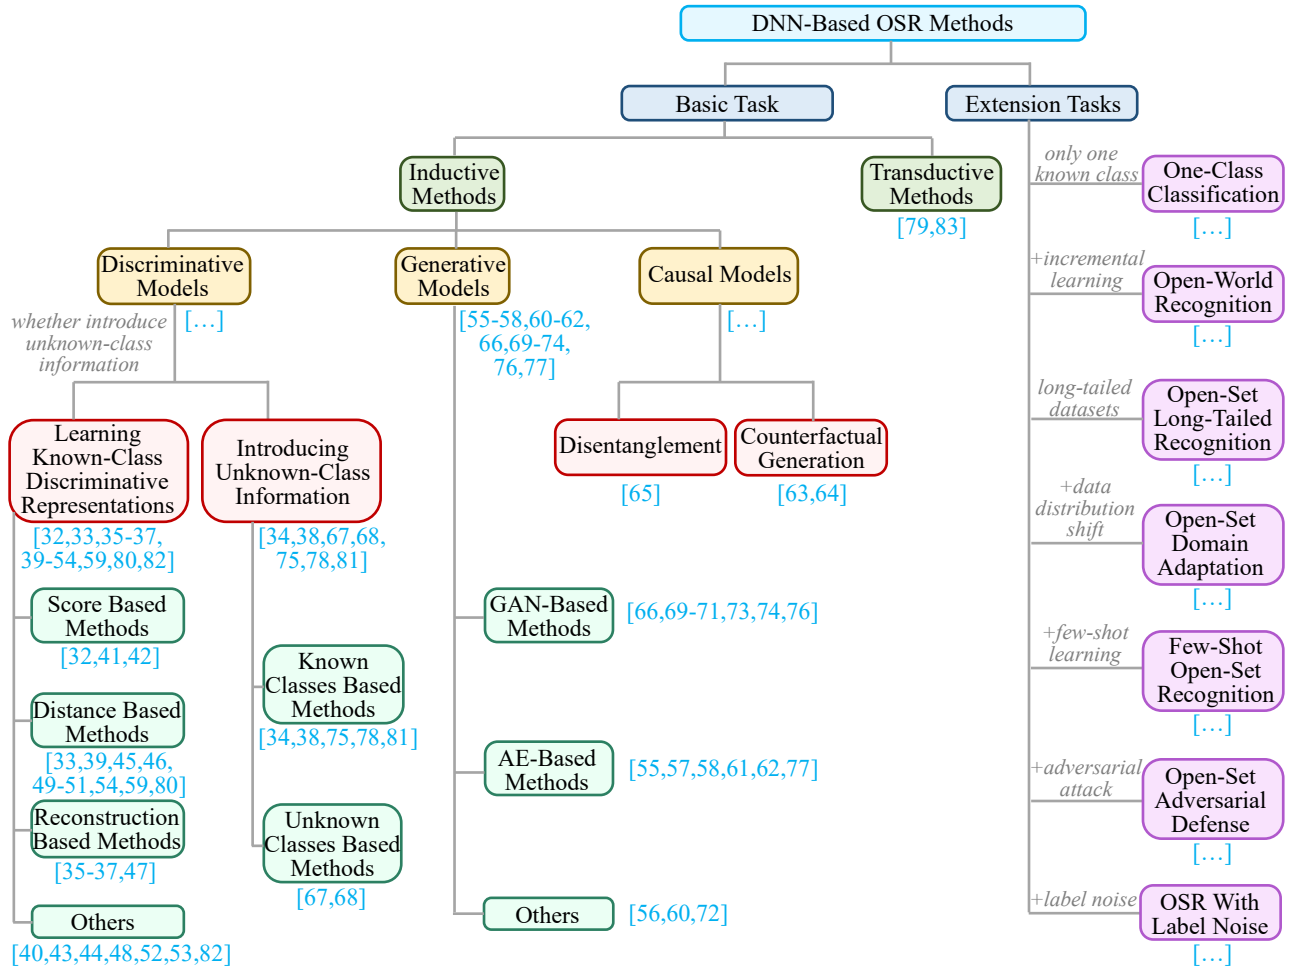 DNN-Based OSR Methods
Basic Task
Extension Tasks
Inductive
Methods
Transductive
Methods
[79,83]
Discriminative
Models
[…]
Generative
Models
[55-58,60-62,
66,69-74,
76,77]
Causal Models
[…]
whether introduce
unknown-class
information
Learning
Known-Class
Discriminative
Representations
[32,33,35-37,
39-54,59,80,82]
Introducing
Unknown-Class
Information
[34,38,67,68,
75,78,81]
Disentanglement
[65]
Counterfactual
Generation
[63,64]
Score Based
Methods
[32,41,42]
Distance Based
Methods
[33,39,45,46,
49-51,54,59,80]
Reconstruction
Based Methods
[35-37,47]
Others
[40,43,44,48,52,53,82]
Known
Classes Based
Methods
[34,38,75,78,81]
Unknown
Classes Based
Methods
[67,68]
GAN-Based
Methods
[66,69-71,73,74,76]
AE-Based
Methods
[55,57,58,61,62,77]
Others
[56,60,72]
only one
known class
One-Class
Classification
[…]
+incremental
learning
Open-World
Recognition
[…]
long-tailed
datasets
Open-Set
Long-Tailed
Recognition
[…]
+data
distribution
shift
Open-Set
Domain
Adaptation
[…]
+few-shot
learning
Few-Shot
Open-Set
Recognition
[…]
+adversarial
attack
Open-Set
Adversarial
Defense
[…]
+label noise
OSR With
Label Noise
[…]